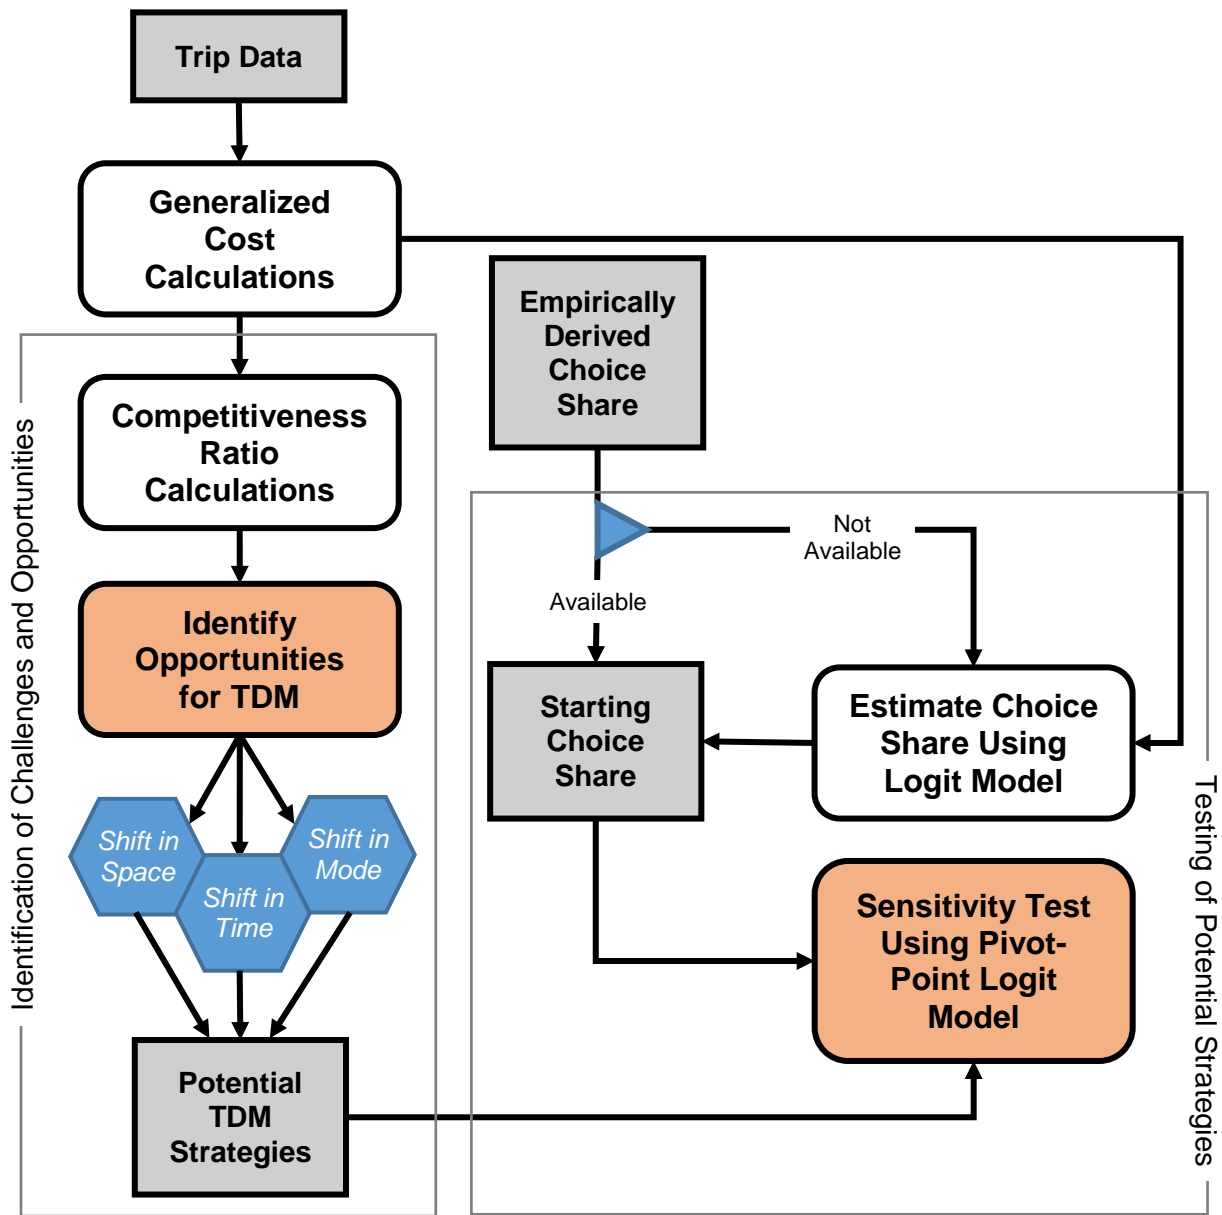 Trip Data
Generalized
Cost
Calculations
Identification of Challenges and Opportunities
Competitiveness
Ratio
Calculations
Identify
Opportunities
for TDM
Shift in
Space
Shift in
Time
Shift in
Mode
Potential
TDM
Strategies
Empirically
Derived
Choice
Share
Not
Available
Available
Starting
Choice
Share
Estimate Choice
Share Using
Logit Model
Sensitivity Test
Using Pivot-
Point Logit
Model
Testing of Potential Strategies